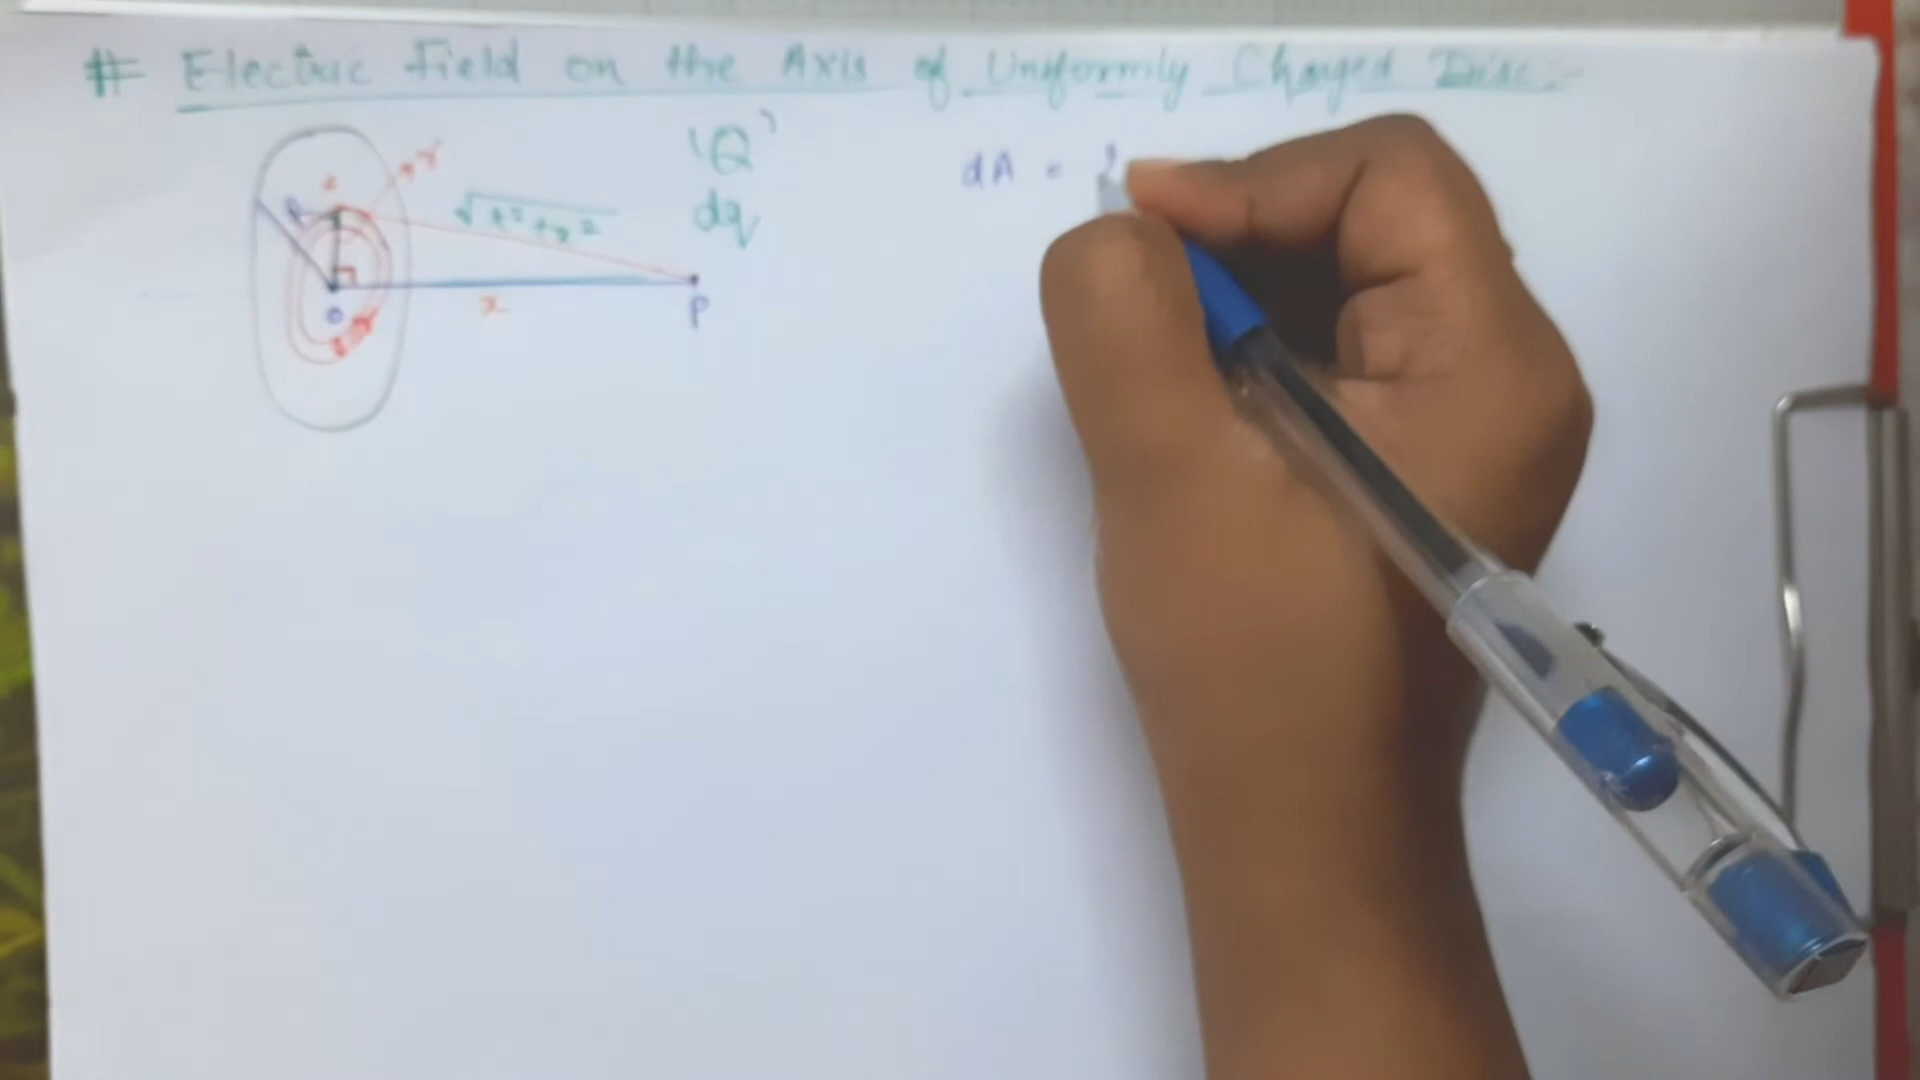 # Electric Field on the Axis of Uniformly Charged Disc :-
'Q'
dA =
√x²+r²
dq
x
O
P